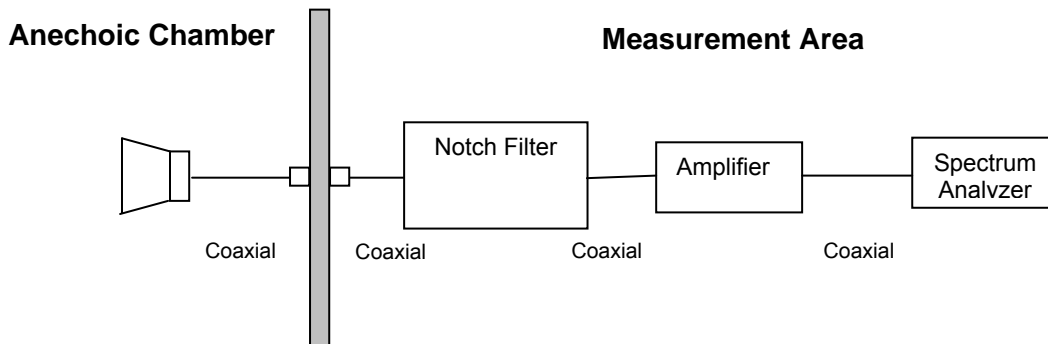 Anechoic Chamber
Measurement Area
Notch Filter
Amplifier
Spectrum
Analvzer
Coaxial
Coaxial
Coaxial
Coaxial